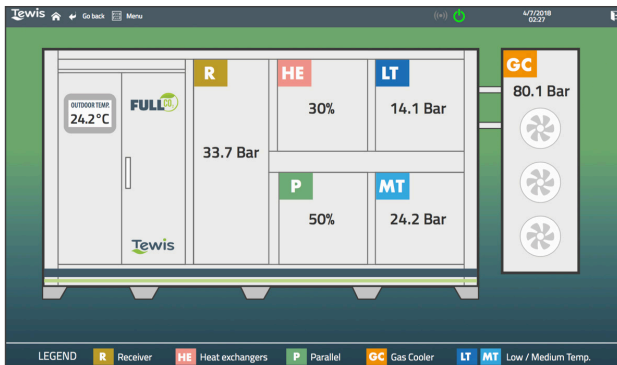 Tewis Go back Menu 4/7/2018
02:27
R HE LT GC
80.1 Bar
OUTDOOR TEMP.
24.2°C
FULL CO2
30% 14.1 Bar
33.7 Bar
P MT
50% 24.2 Bar
Tewis
LEGEND R Receiver HE Heat exchangers P Parallel GC Gas Cooler LT MT Low / Medium Temp.